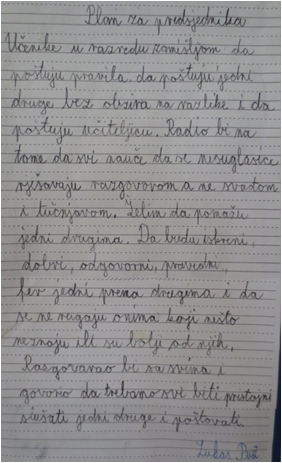 Plan za predsjednika
Učenike u razredu zamišljam da
poštuju pravila, da poštuju jedni
druge bez obzira na razlike i da
poštuju učiteljicu. Radio bi na
tome da svi nauče da se nesuglasice
rješavaju razgovorom a ne svađom
i tučnjavom. Želim da pomažu
jedni drugima. Da budu iskreni,
dobri, odgovorni, pravedni,
fer jedni prema drugima i da
se ne rugaju onima koji nešto
neznaju ili su bolji od njih.
Razgovarao bi sa svima i
govorio da trebamo svi biti pristojni
slušati jedni druge i poštovati.
Lukas